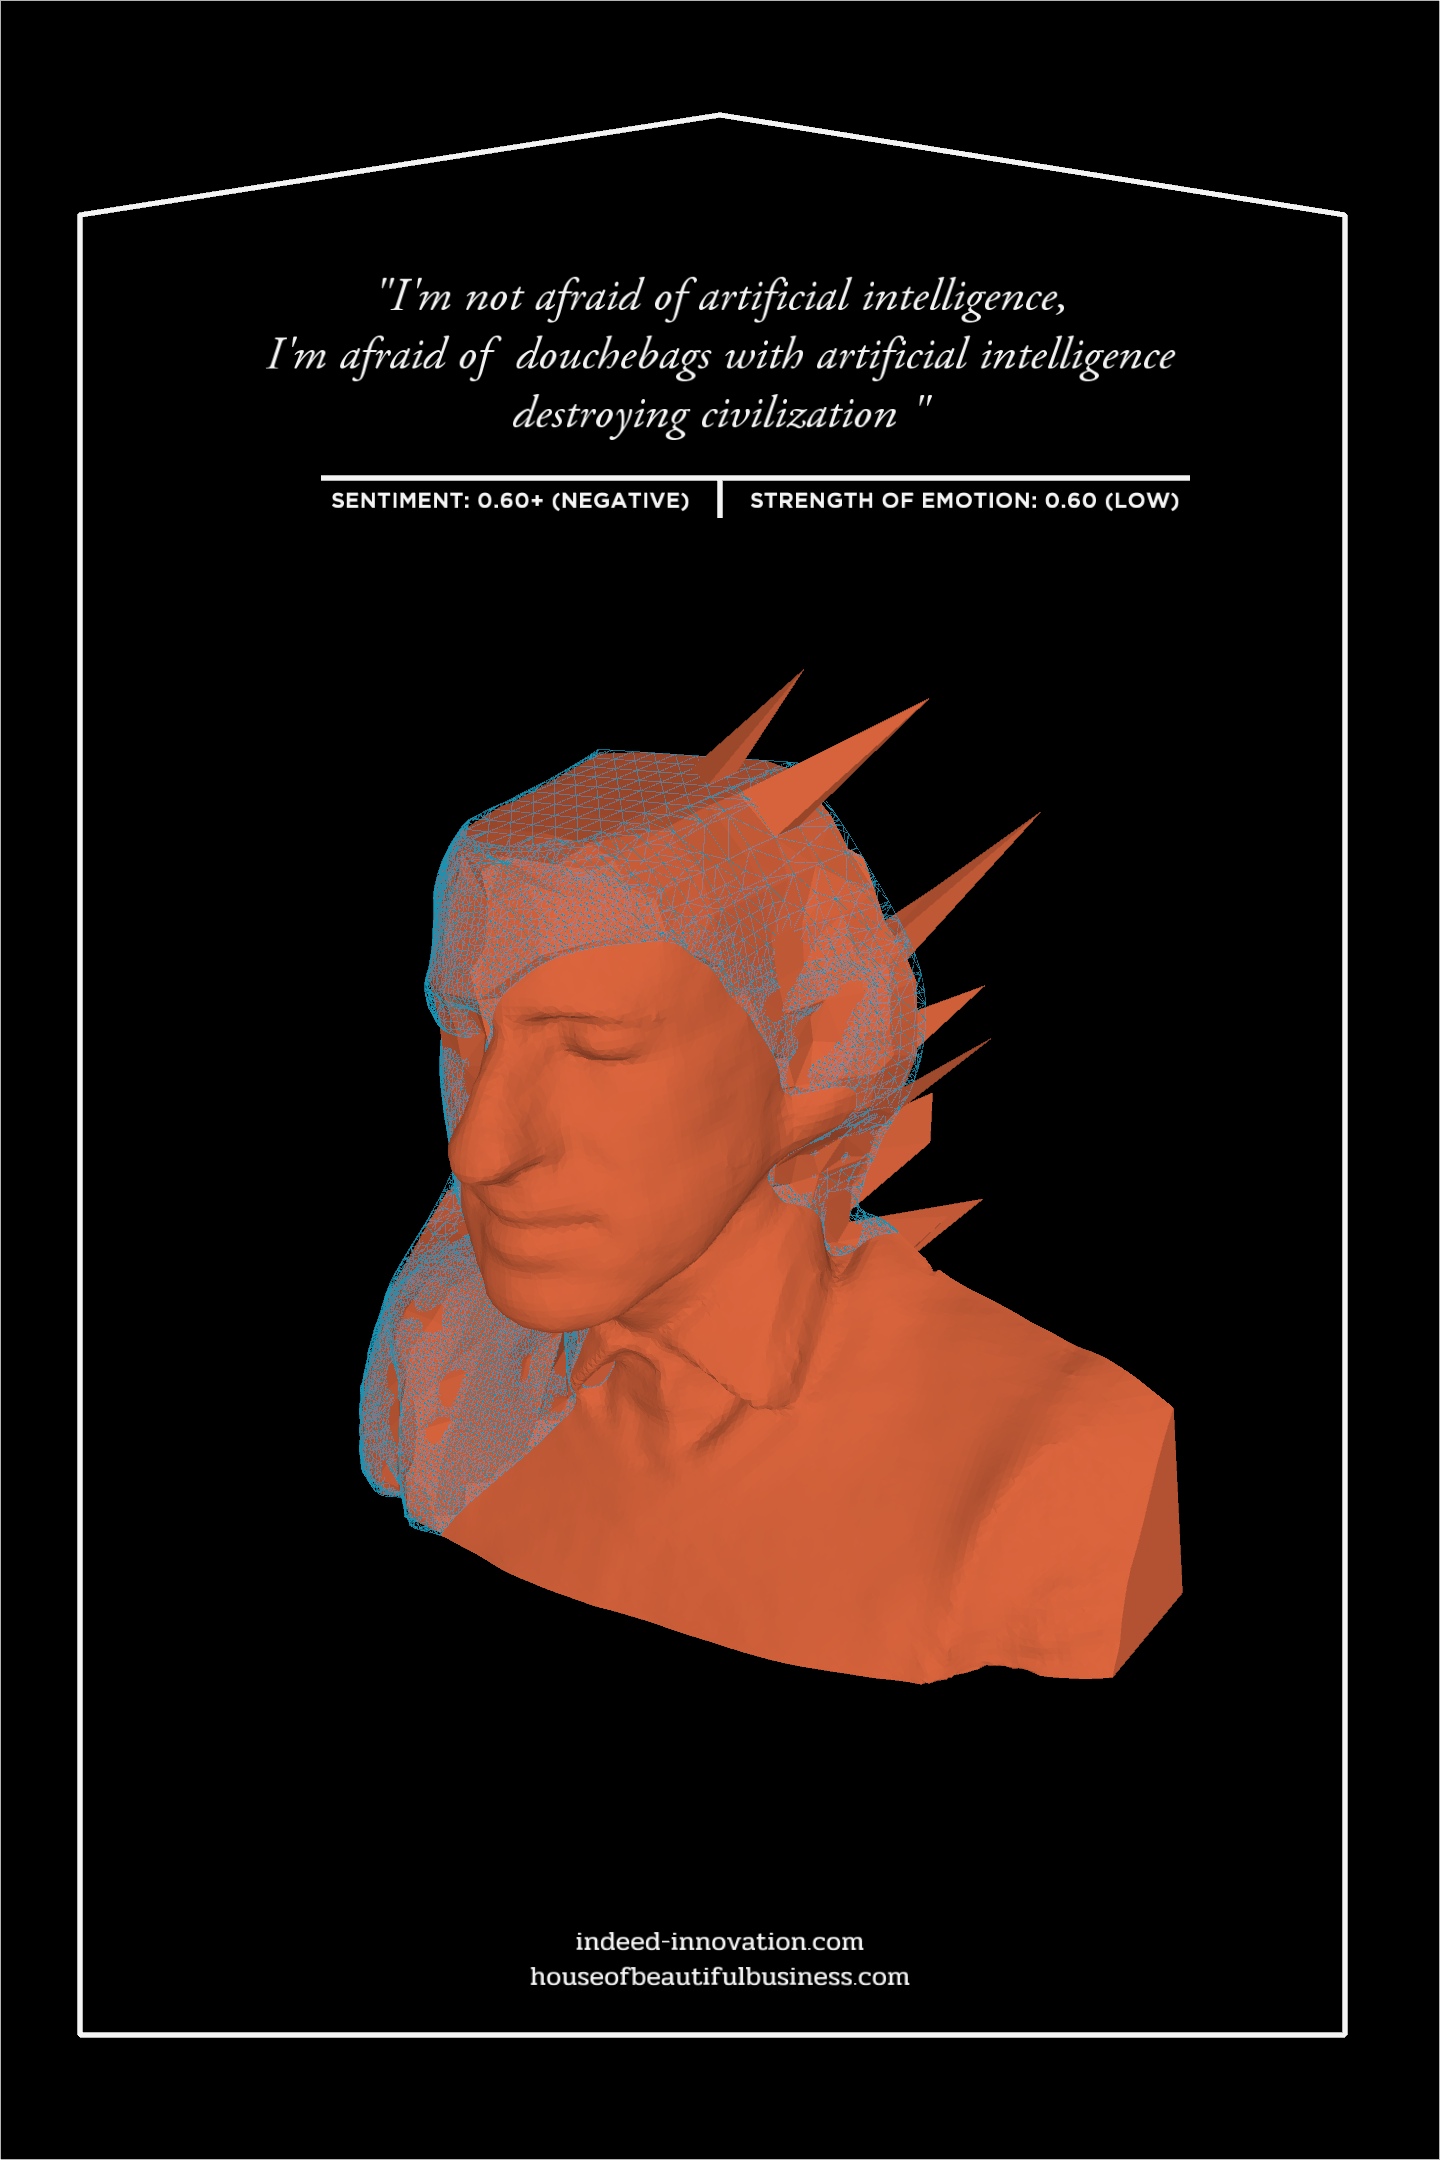 "I'm not afraid of artificial intelligence,
I'm afraid of douchebags with artificial intelligence
destroying civilization "
SENTIMENT: 0.60+ (NEGATIVE) STRENGTH OF EMOTION: 0.60 (LOW)
indeed-innovation.com
houseofbeautifulbusiness.com